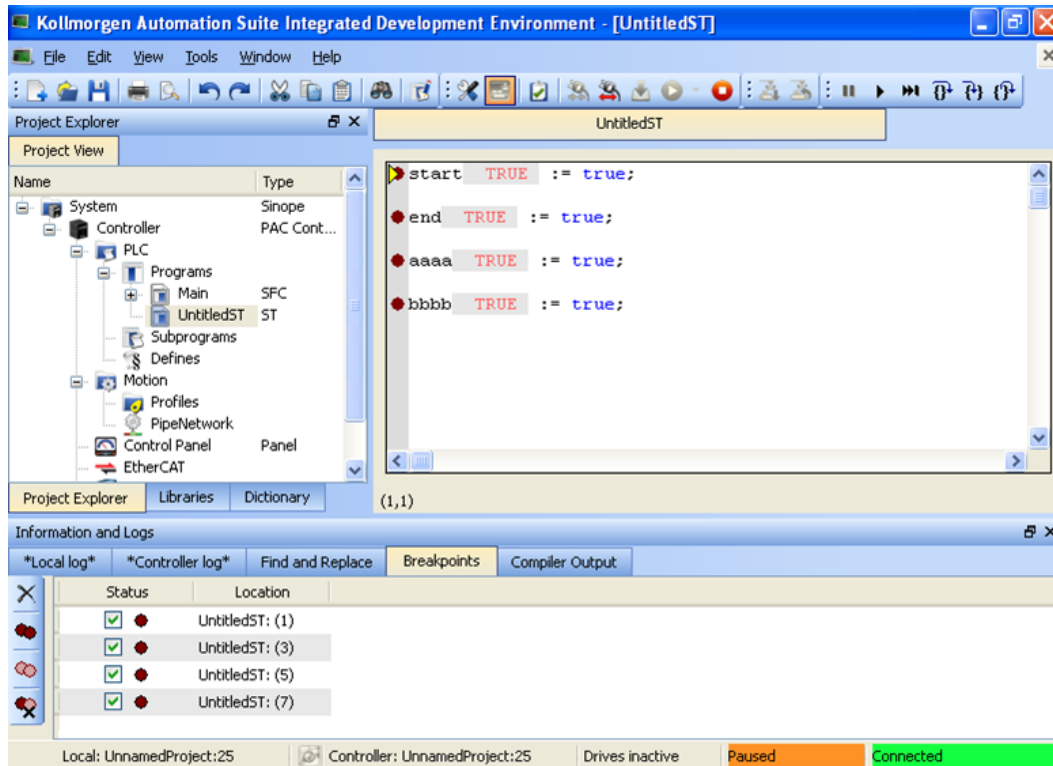 Kollmorgen Automation Suite Integrated Development Environment - [UntitledST]
File Edit View Tools Window Help
Project Explorer
Project View
Name Type
System Sinope
Controller PAC Cont...
PLC
Programs
Main SFC
UntitledST ST
Subprograms
Defines
Motion
Profiles
PipeNetwork
Control Panel Panel
EtherCAT
Project Explorer Libraries Dictionary
UntitledST
start TRUE := true;
end TRUE := true;
aaaa TRUE := true;
bbbb TRUE := true;
(1,1)
Information and Logs
*Local log* *Controller log* Find and Replace Breakpoints Compiler Output
Status Location
UntitledST: (1)
UntitledST: (3)
UntitledST: (5)
UntitledST: (7)
Local: UnnamedProject:25 Controller: UnnamedProject:25 Drives inactive Paused Connected